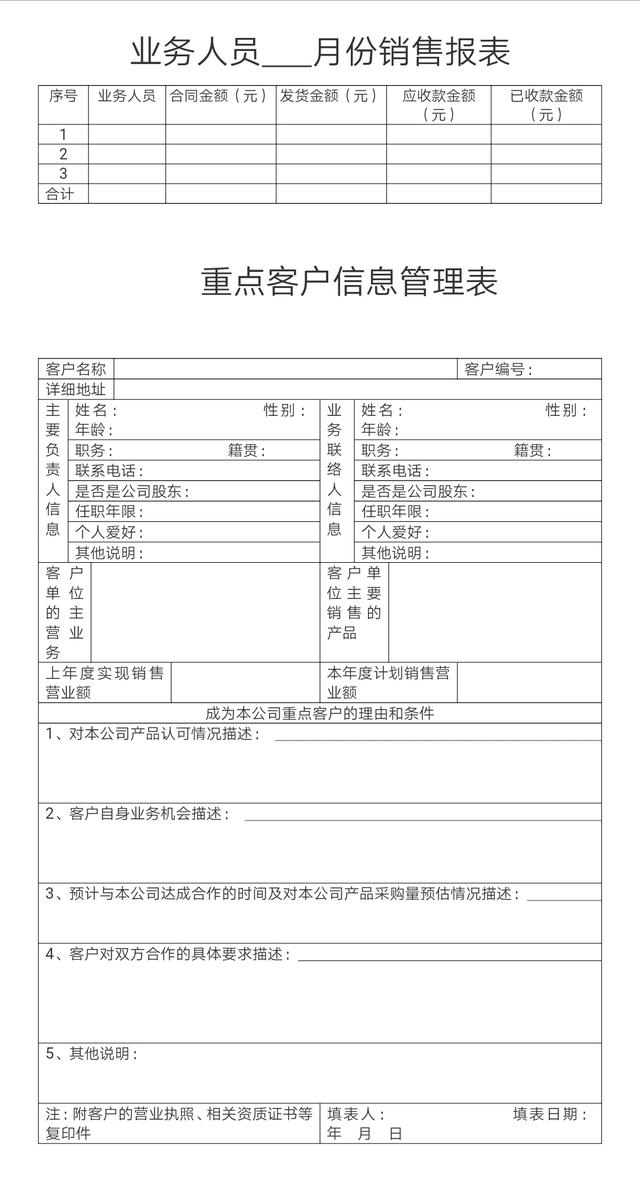 业务人员___月份销售报表
序号 业务人员 合同金额（元） 发货金额（元） 应收款金额（元） 已收款金额（元）
1
2
3
合计
重点客户信息管理表
客户名称 客户编号：
详细地址
主要负责人信息 业务联络人信息
姓名： 性别： 姓名： 性别：
年龄： 年龄：
职务： 籍贯： 职务： 籍贯：
联系电话： 联系电话：
是否是公司股东： 是否是公司股东：
任职年限： 任职年限：
个人爱好： 个人爱好：
其他说明： 其他说明：
客户单位的主营业务 客户单位主要销售的产品
上年度实现销售营业额 本年度计划销售营业额
成为本公司重点客户的理由和条件
1、对本公司产品认可情况描述：
2、客户自身业务机会描述：
3、预计与本公司达成合作的时间及对本公司产品采购量预估情况描述：
4、客户对双方合作的具体要求描述：
5、其他说明：
注：附客户的营业执照、相关资质证书等复印件
填表人： 填表日期：
年 月 日